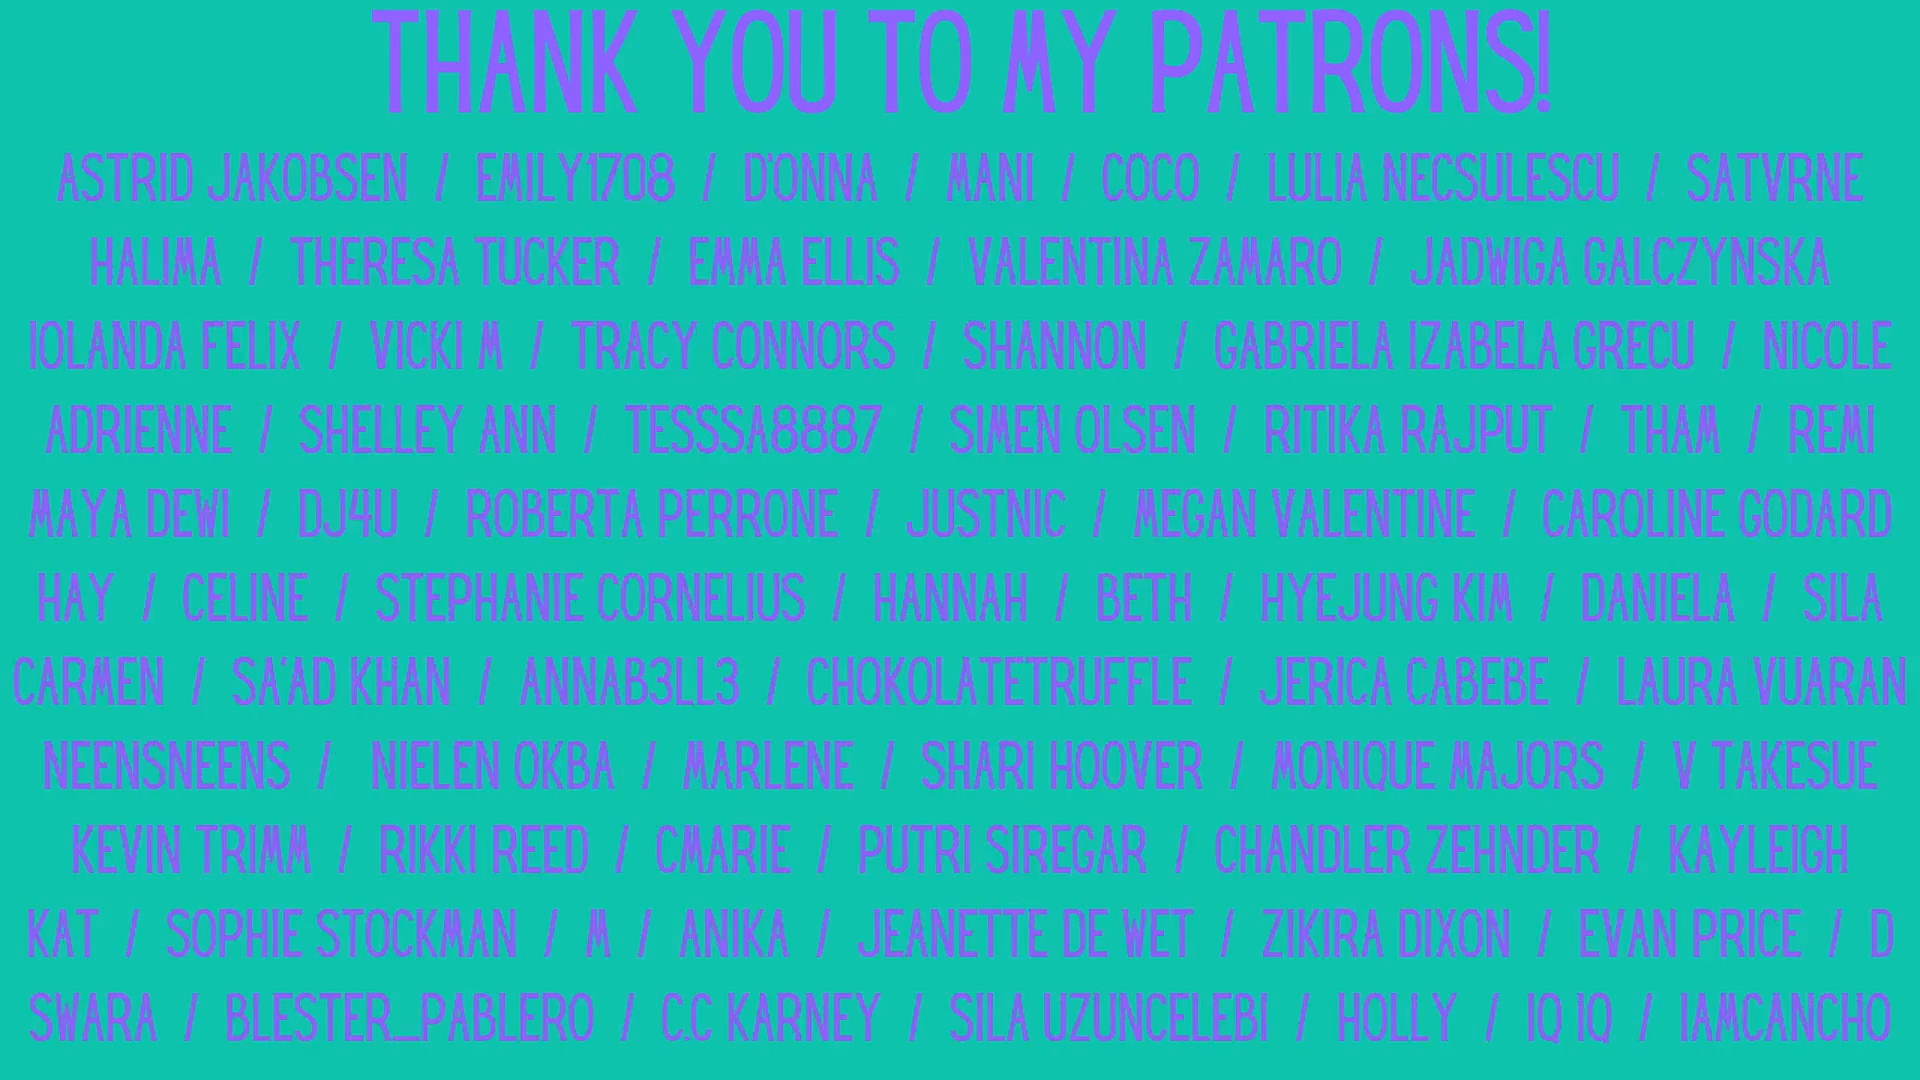 THANK YOU TO MY PATRONS!
ASTRID JAKOBSEN / EMILY1708 / D'ONNA / MANI / COCO / LULIA NECSULESCU / SATVRNE
HALIMA / THERESA TUCKER / EMMA ELLIS / VALENTINA ZAMARO / JADWIGA GALCZYNSKA
IOLANDA FELIX / VICKI M / TRACY CONNORS / SHANNON / GABRIELA IZABELA GRECU / NICOLE
ADRIENNE / SHELLEY ANN / TESSSA8887 / SIMEN OLSEN / RITIKA RAJPUT / THAM / REMI
MAYA DEWI / DJ4U / ROBERTA PERRONE / JUSTNIC / MEGAN VALENTINE / CAROLINE GODARD
HAY / CELINE / STEPHANIE CORNELIUS / HANNAH / BETH / HYEJUNG KIM / DANIELA / SILA
CARMEN / SA'AD KHAN / ANNAB3LL3 / CHOKOLATETRUFFLE / JERICA CABEBE / LAURA VUARAN
NEENSNEENS / NIELEN OKBA / MARLENE / SHARI HOOVER / MONIQUE MAJORS / V TAKESUE
KEVIN TRIMM / RIKKI REED / CMARIE / PUTRI SIREGAR / CHANDLER ZEHNDER / KAYLEIGH
KAT / SOPHIE STOCKMAN / M / ANIKA / JEANETTE DE WET / ZIKIRA DIXON / EVAN PRICE / D
SWARA / BLESTER_PABLERO / C.C KARNEY / SILA UZUNCELEBI / HOLLY / IQ IQ / IAMCANCHO